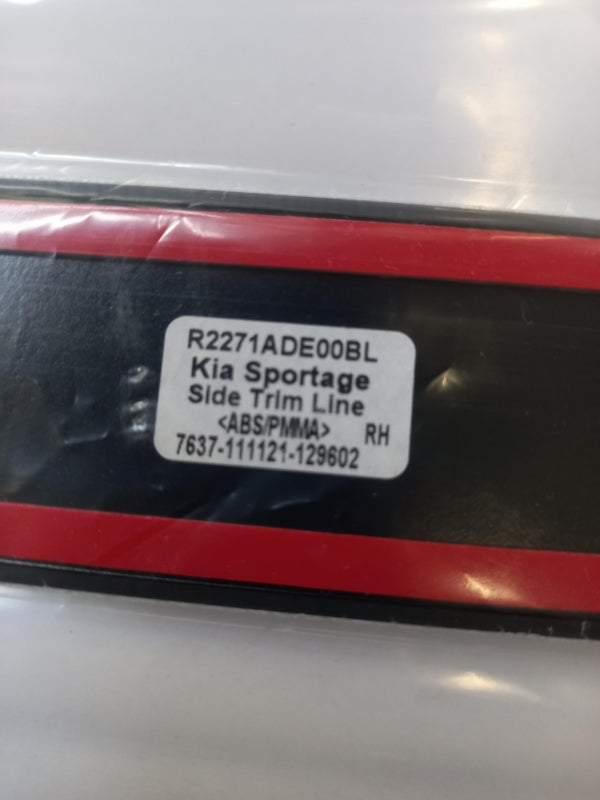 R2271ADE00BL
Kia Sportage
Side Trim Line
<ABS/PMMA> RH
7637-111121-129602